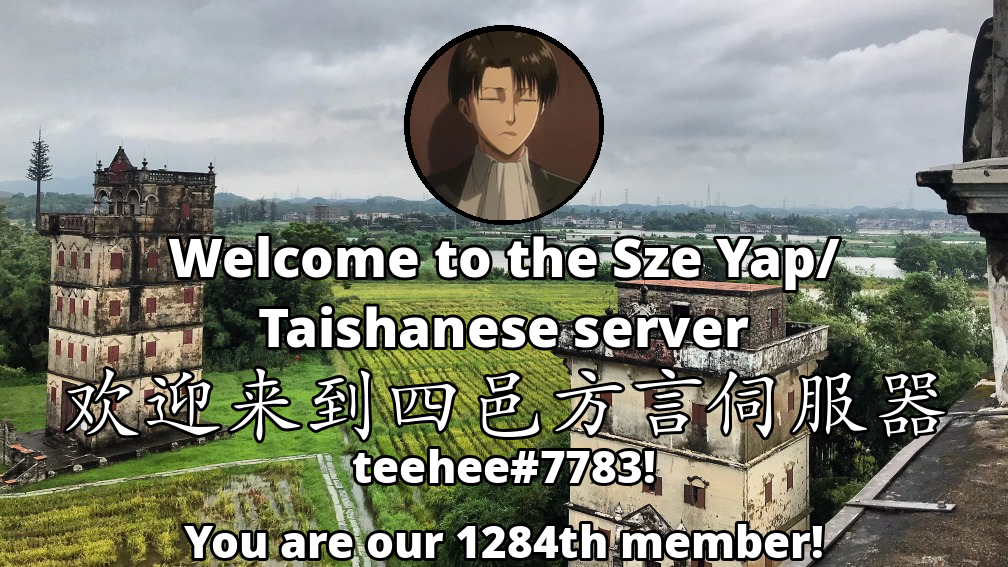 Welcome to the Sze Yap/
Taishanese server
欢迎来到四邑方言伺服器
teehee#7783!
You are our 1284th member!